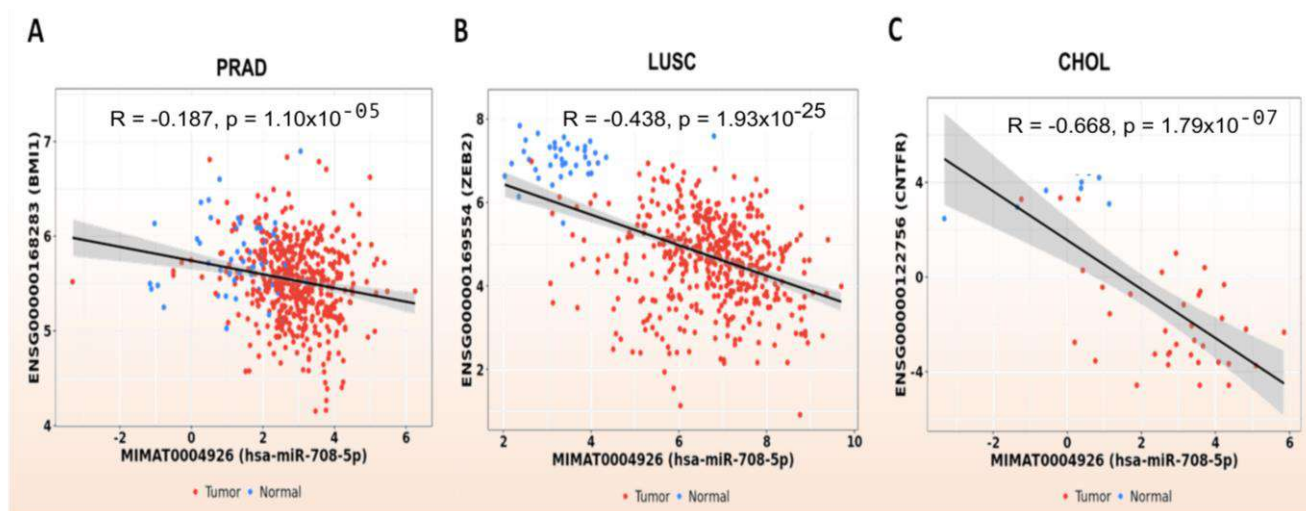 A
PRAD
R = -0.187, p = 1.10x10⁻⁰⁵
ENSG00000168283 (BMI1)
7
6
5
4
-2
0
2
4
6
MIMAT0004926 (hsa-miR-708-5p)
Tumor Normal
B
LUSC
R = -0.438, p = 1.93x10⁻²⁵
ENSG00000169554 (ZEB2)
8
6
4
2
2
4
6
8
10
MIMAT0004926 (hsa-miR-708-5p)
Tumor Normal
C
CHOL
R = -0.668, p = 1.79x10⁻⁰⁷
ENSG00000122756 (CNTFR)
4
0
-4
-2
0
2
4
6
MIMAT0004926 (hsa-miR-708-5p)
Tumor Normal